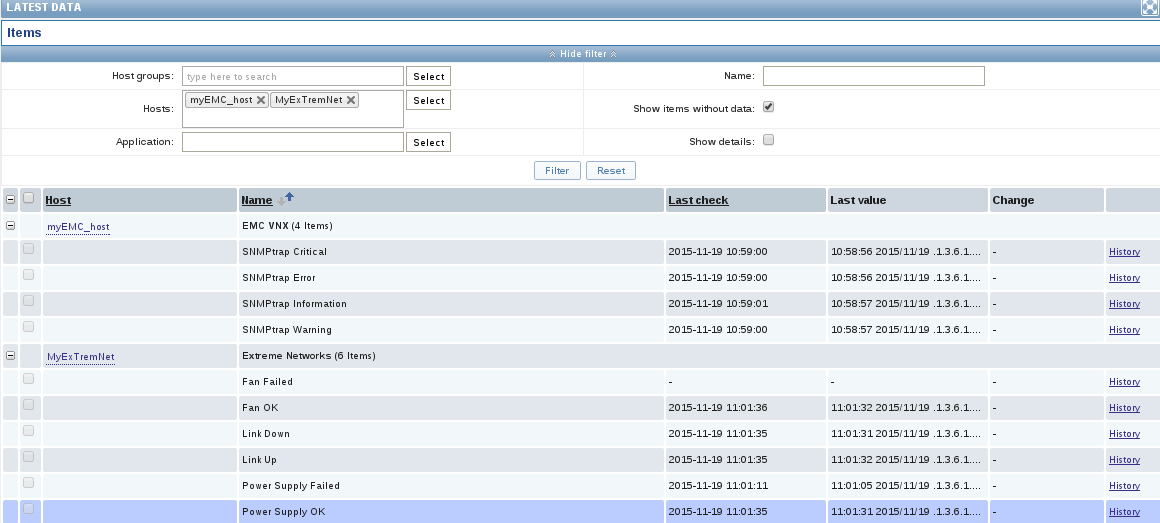 LATEST DATA
Items
Hide filter
Host groups: type here to search Select Name:
Hosts: myEMC_host MyExTremNet Select Show items without data:
Application: Select Show details:
Filter Reset
Host Name Last check Last value Change
myEMC_host EMC VNX (4 Items)
SNMPtrap Critical 2015-11-19 10:59:00 10:58:56 2015/11/19 .1.3.6.1.... - History
SNMPtrap Error 2015-11-19 10:59:00 10:58:56 2015/11/19 .1.3.6.1.... - History
SNMPtrap Information 2015-11-19 10:59:01 10:58:57 2015/11/19 .1.3.6.1.... - History
SNMPtrap Warning 2015-11-19 10:59:00 10:58:57 2015/11/19 .1.3.6.1.... - History
MyExTremNet Extreme Networks (6 Items)
Fan Failed - - - History
Fan OK 2015-11-19 11:01:36 11:01:32 2015/11/19 .1.3.6.1.... - History
Link Down 2015-11-19 11:01:35 11:01:31 2015/11/19 .1.3.6.1.... - History
Link Up 2015-11-19 11:01:35 11:01:32 2015/11/19 .1.3.6.1.... - History
Power Supply Failed 2015-11-19 11:01:11 11:01:05 2015/11/19 .1.3.6.1.... - History
Power Supply OK 2015-11-19 11:01:35 11:01:31 2015/11/19 .1.3.6.1.... - History